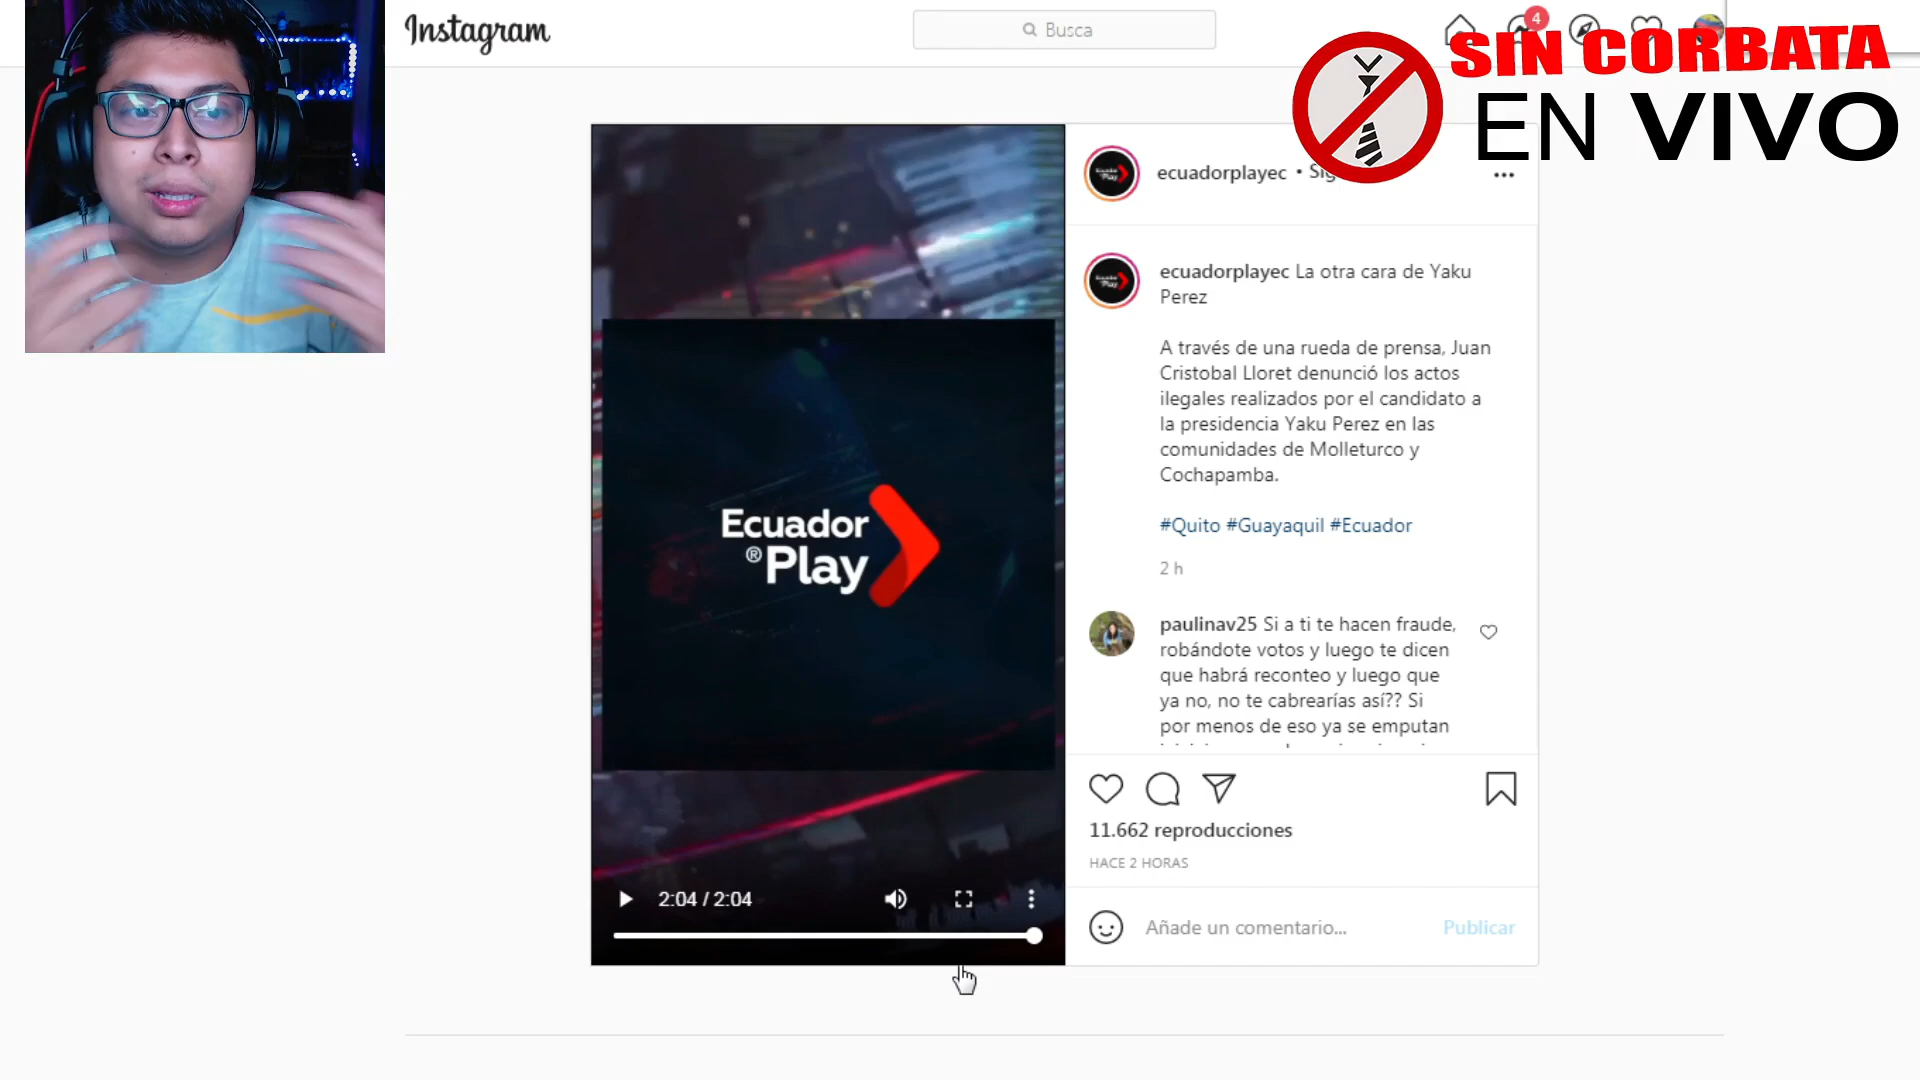 Instagram
Busca
4
SIN CORBATA
EN VIVO
ecuadorplayec •
ecuadorplayec La otra cara de Yaku
Perez
A través de una rueda de prensa, Juan
Cristobal Lloret denunció los actos
ilegales realizados por el candidato a
la presidencia Yaku Perez en las
comunidades de Molleturco y
Cochapamba.
#Quito #Guayaquil #Ecuador
2 h
paulinav25 Si a ti te hacen fraude,
robándote votos y luego te dicen
que habrá reconteo y luego que
ya no, no te cabrearías así?? Si
por menos de eso ya se emputan
Ecuador
®Play
2:04 / 2:04
11.662 reproducciones
HACE 2 HORAS
Añade un comentario...
Publicar